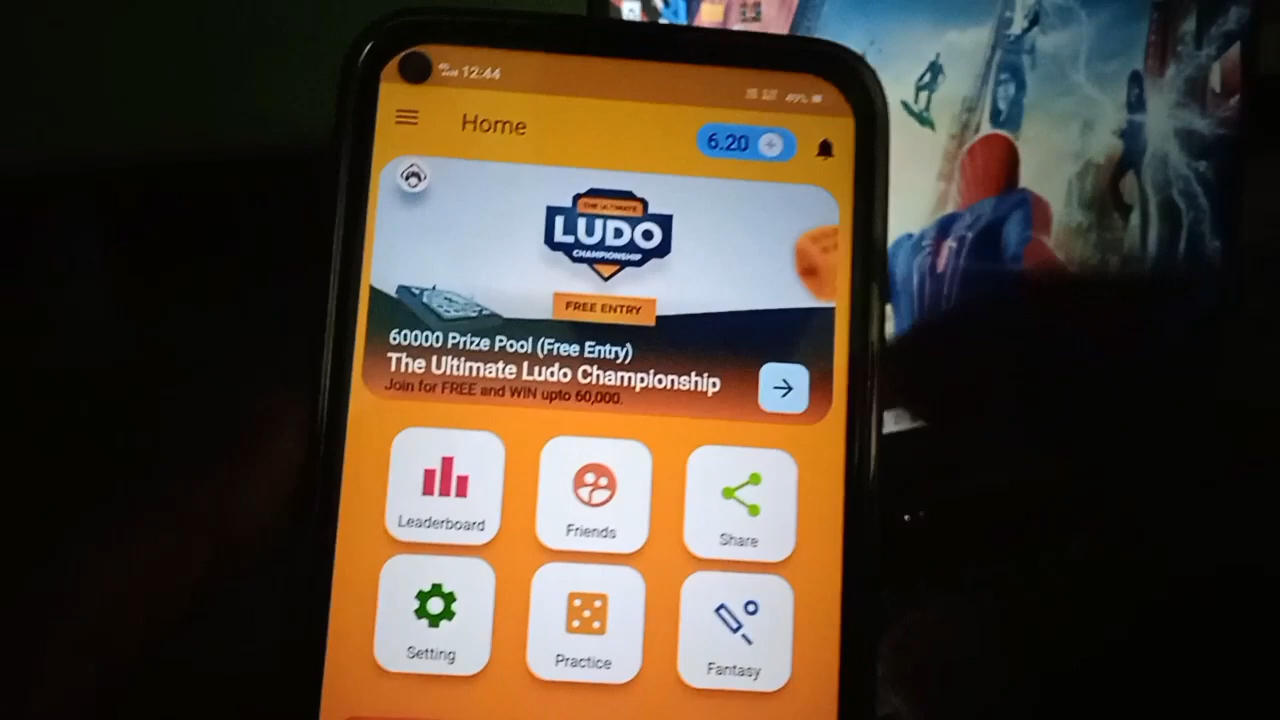 12:44
49%
Home
6.20
THE ULTIMATE
LUDO
CHAMPIONSHIP
FREE ENTRY
60000 Prize Pool (Free Entry)
The Ultimate Ludo Championship
Join for FREE and WIN upto 60,000.
Leaderboard
Friends
Share
Setting
Practice
Fantasy